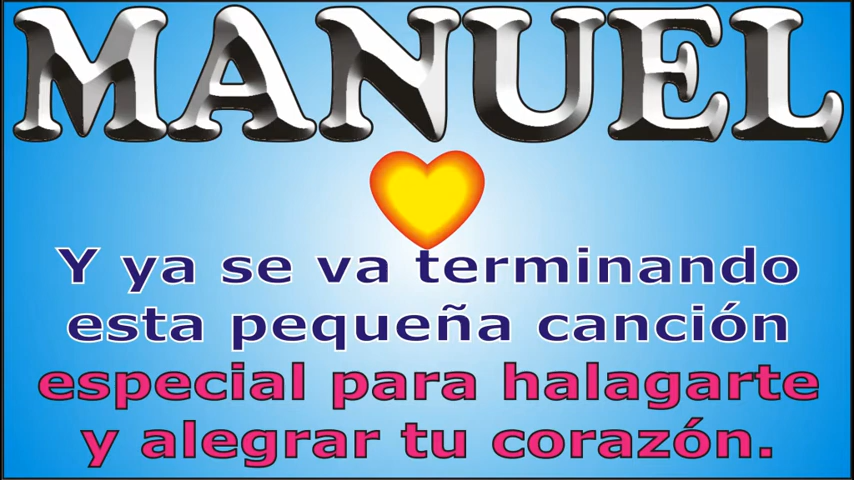 MANUEL
Y ya se va terminando
esta pequeña canción
especial para halagarte
y alegrar tu corazón.